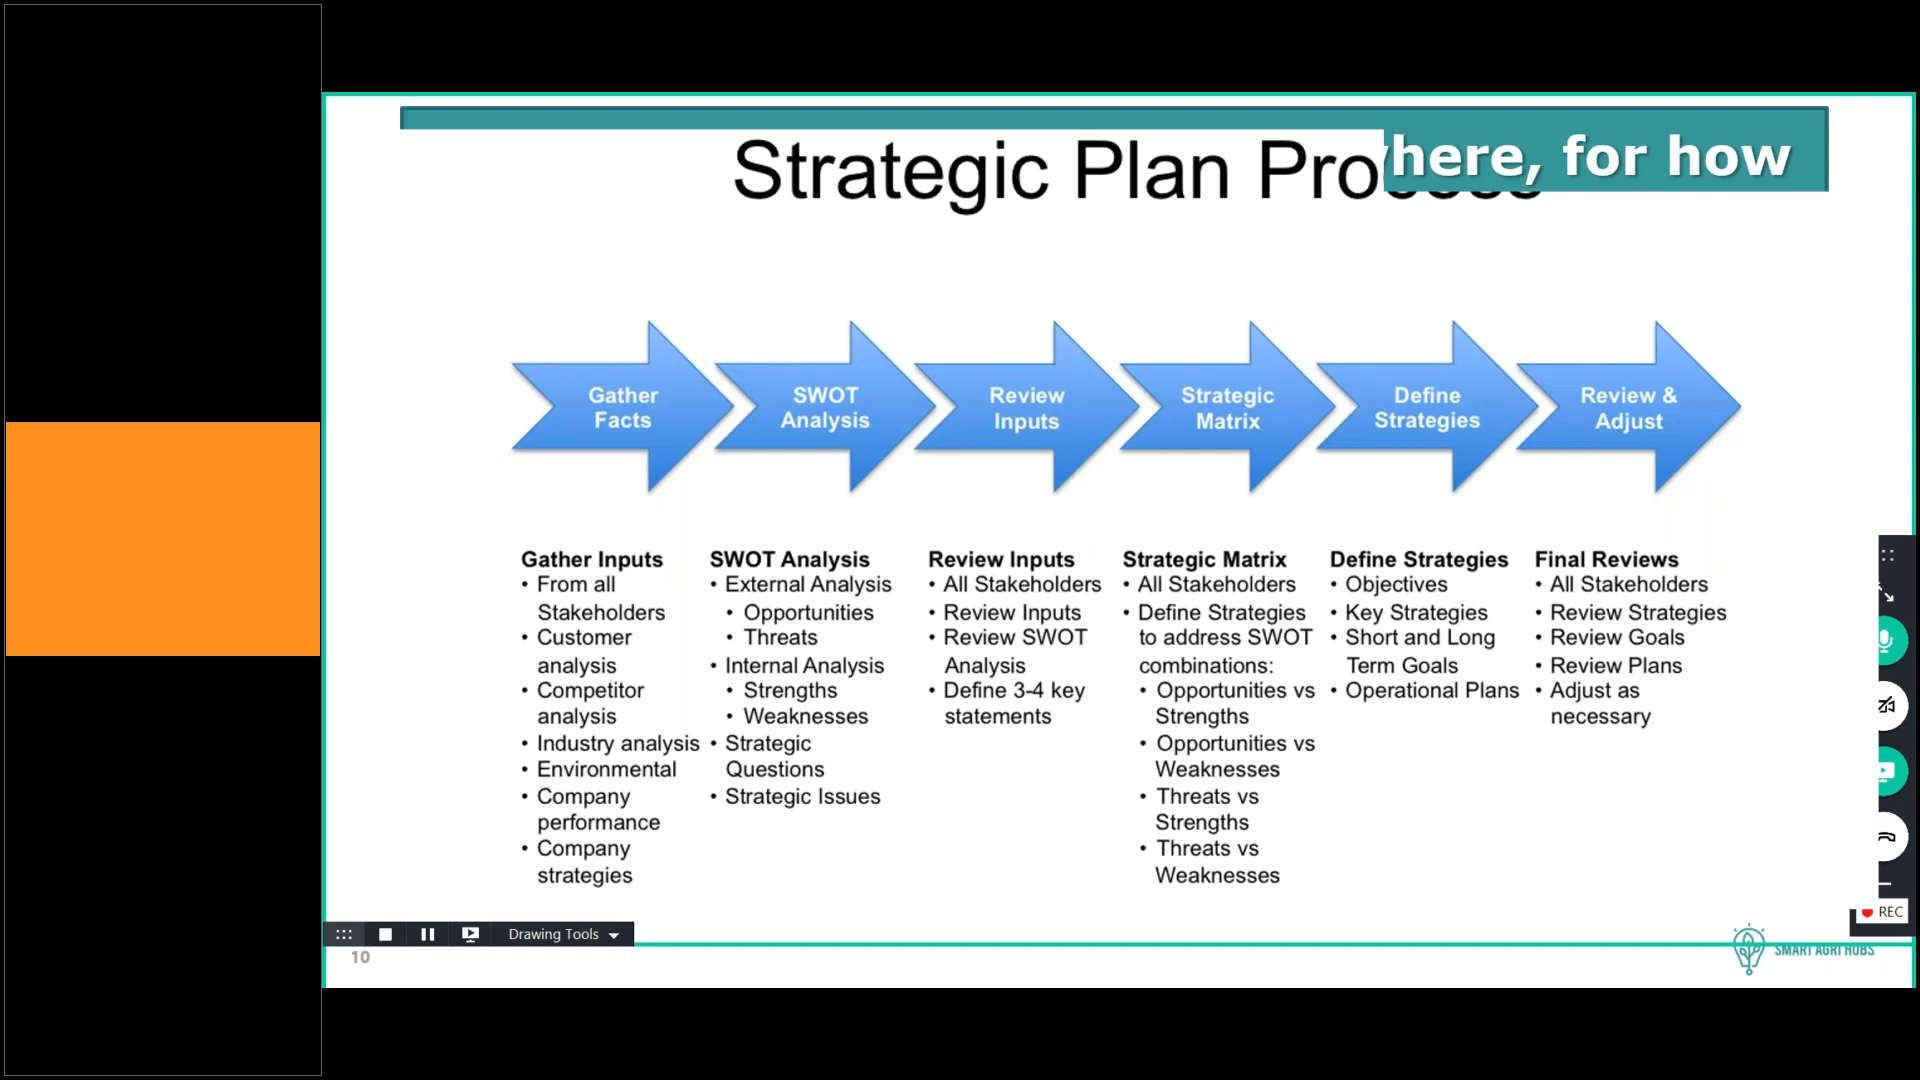 here, for how
Strategic Plan
Gather
Facts
SWOT
Analysis
Review
Inputs
Strategic
Matrix
Define
Strategies
Review &
Adjust
Gather Inputs
• From all
Stakeholders
• Customer
analysis
• Competitor
analysis
• Industry analysis
• Environmental
• Company
performance
• Company
strategies
SWOT Analysis
• External Analysis
• Opportunities
• Threats
• Internal Analysis
• Strengths
• Weaknesses
• Strategic
Questions
• Strategic Issues
Review Inputs
• All Stakeholders
• Review Inputs
• Review SWOT
Analysis
• Define 3-4 key
statements
Strategic Matrix
• All Stakeholders
• Define Strategies
to address SWOT
combinations:
• Opportunities vs
Strengths
• Opportunities vs
Weaknesses
• Threats vs
Strengths
• Threats vs
Weaknesses
Define Strategies
• Objectives
• Key Strategies
• Short and Long
Term Goals
• Operational Plans
Final Reviews
• All Stakeholders
• Review Strategies
• Review Goals
• Review Plans
• Adjust as
necessary
REC
Drawing Tools
10
SMART AGRI HUBS